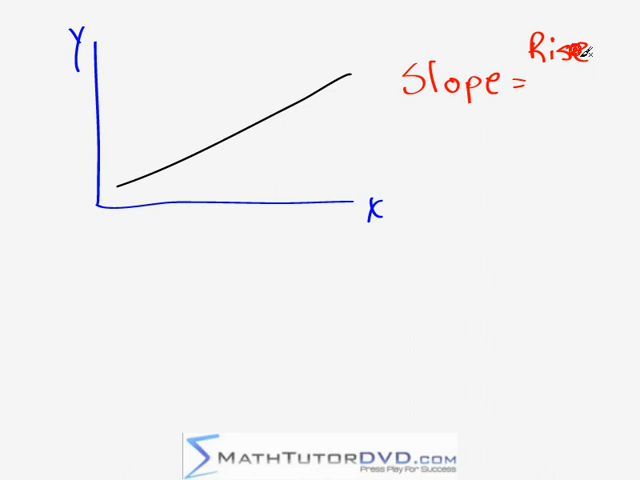 Y
Rise
Slope =
X
MATHTUTORDVD.COM
Press Play For Success